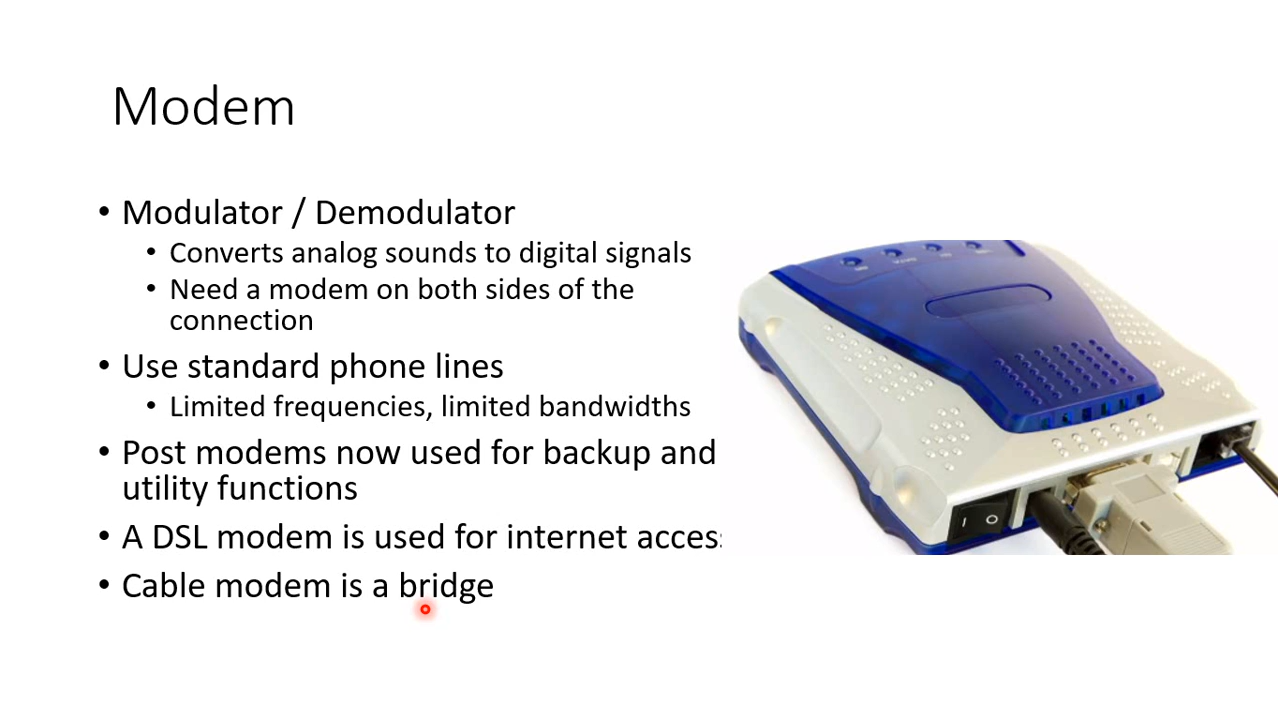 Modem
• Modulator / Demodulator
• Converts analog sounds to digital signals
• Need a modem on both sides of the
connection
• Use standard phone lines
• Limited frequencies, limited bandwidths
• Post modems now used for backup and
utility functions
• A DSL modem is used for internet acces
• Cable modem is a bridge